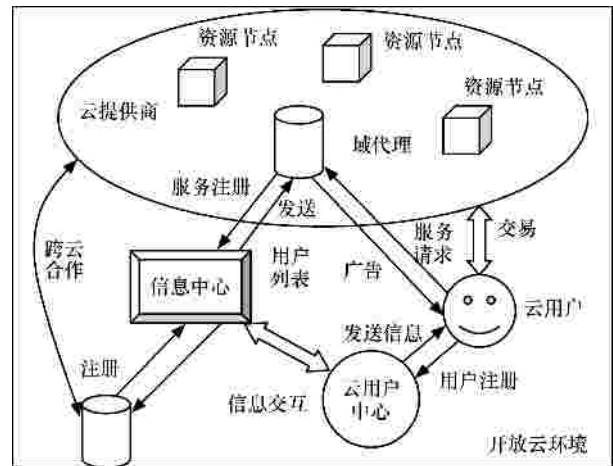 资源节点
资源节点
资源节点
云提供商
域代理
服务注册
发送
服务
请求
交易
跨云
合作
用户
列表
广告
信息中心
云用户
发送信息
注册
用户注册
云用户
中心
信息交互
开放云环境